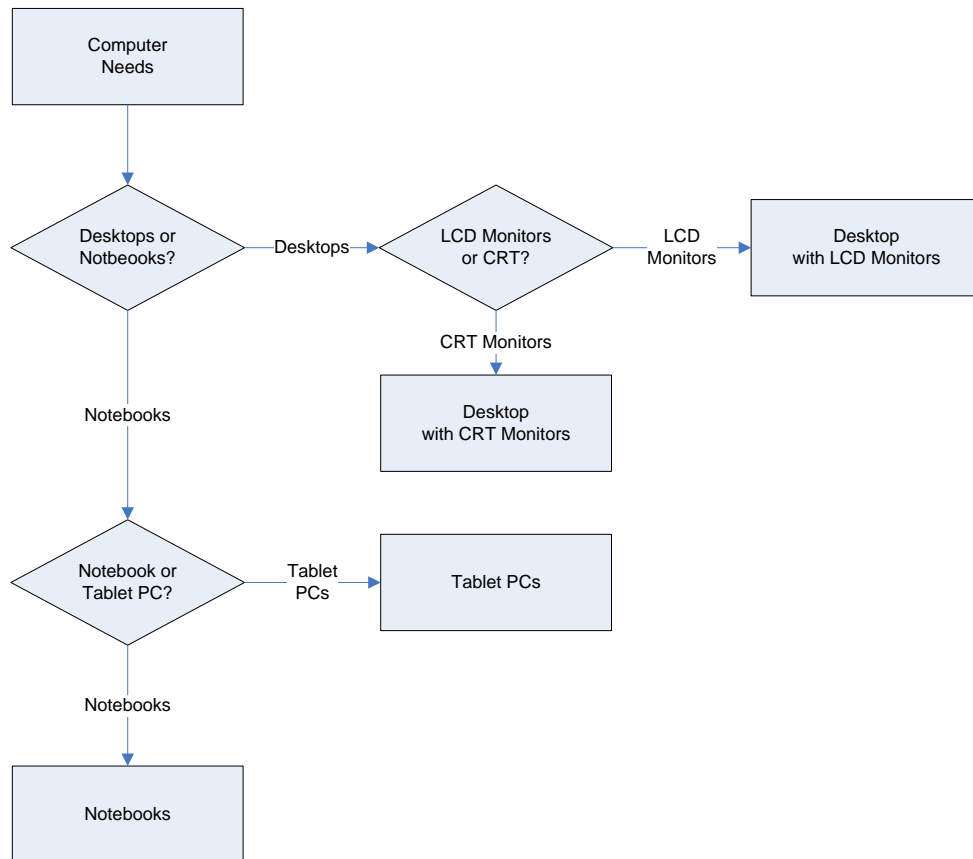 Computer
Needs
Desktops or
Notbeooks?
Desktops
LCD Monitors
or CRT?
LCD
Monitors
Desktop
with LCD Monitors
CRT Monitors
Desktop
with CRT Monitors
Notebooks
Notebook or
Tablet PC?
Tablet
PCs
Tablet PCs
Notebooks
Notebooks